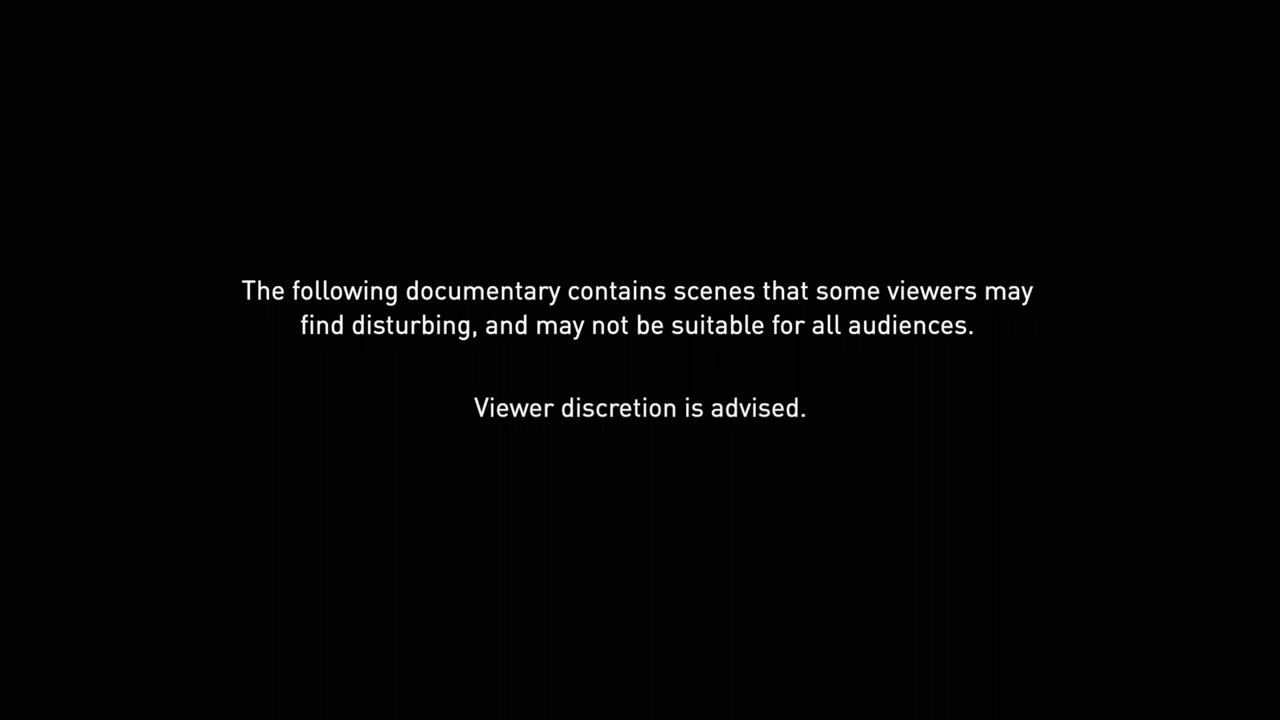 The following documentary contains scenes that some viewers may
find disturbing, and may not be suitable for all audiences.
Viewer discretion is advised.